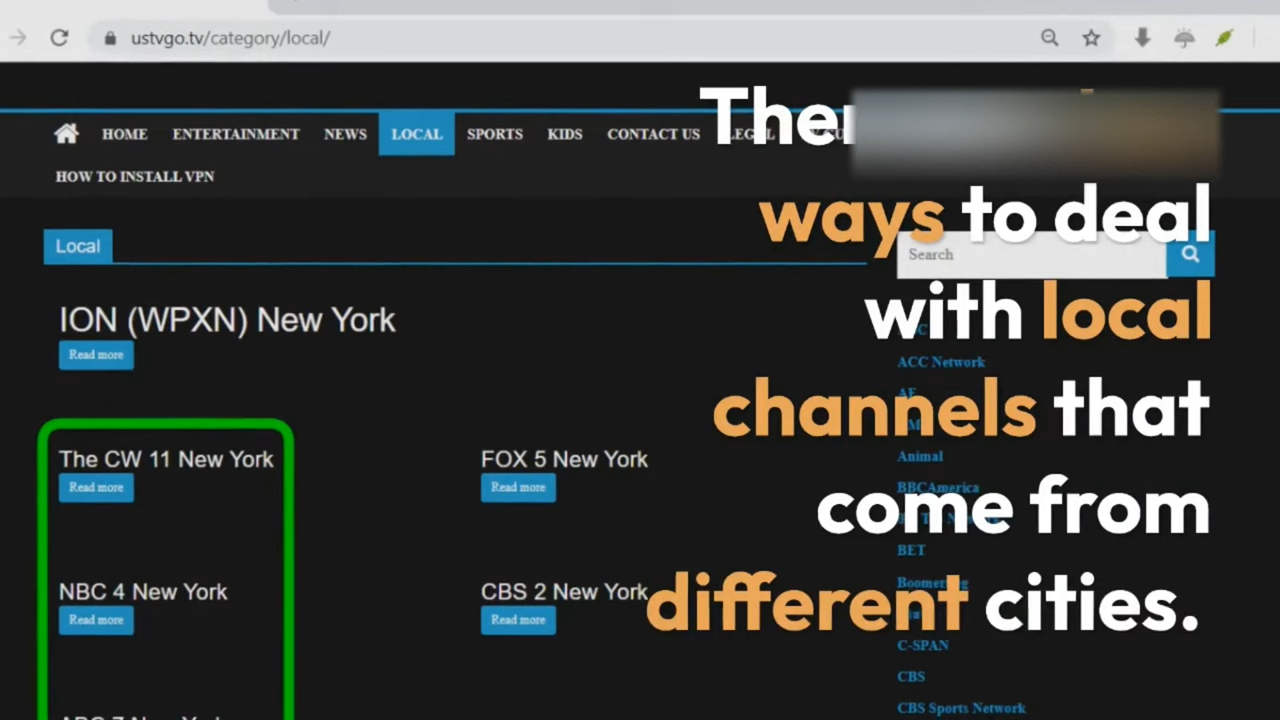 ustvgo.tv/category/local/
HOME ENTERTAINMENT NEWS LOCAL SPORTS KIDS CONTACT US
HOW TO INSTALL VPN
ways to deal
with local
channels that
come from
different cities.
Local
Search
ION (WPXN) New York
Read more
The CW 11 New York
Read more
FOX 5 New York
Read more
NBC 4 New York
Read more
CBS 2 New York
Read more
ACC Network
Animal
BBCAmerica
BET
C-SPAN
CBS
CBS Sports Network